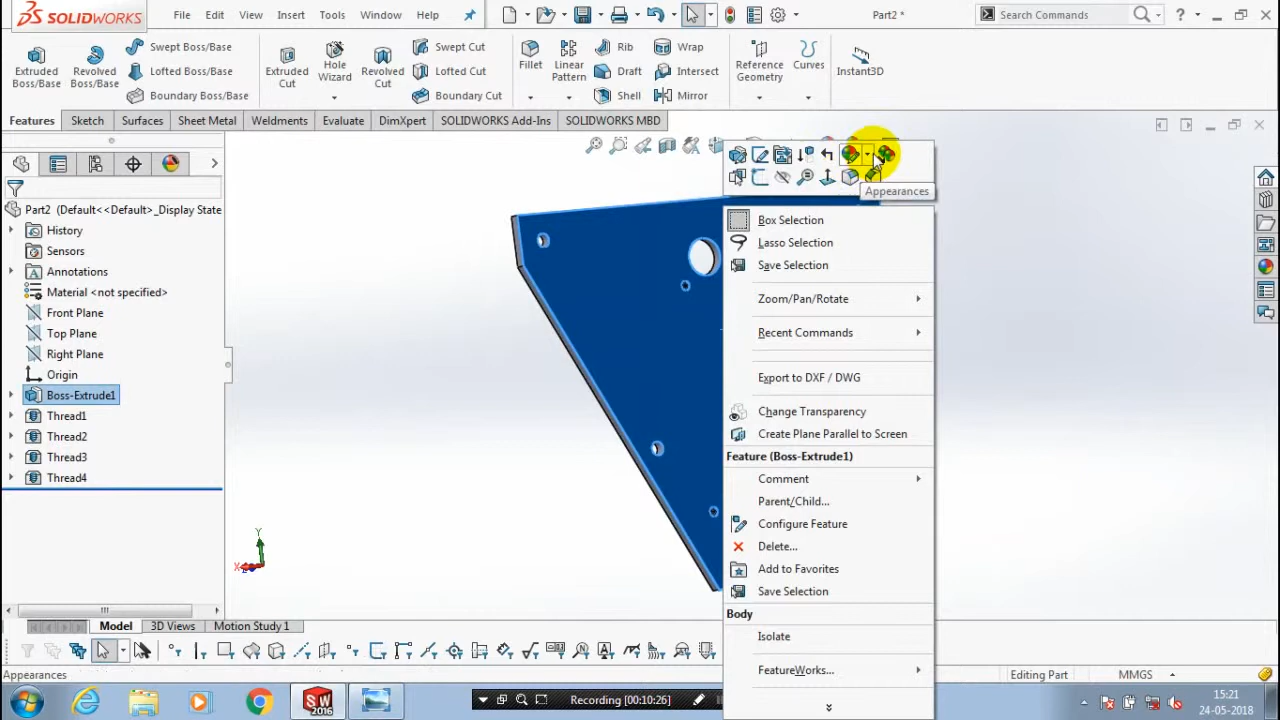 SOLIDWORKS
File Edit View Insert Tools Window Help
Part2 *
Search Commands
?
Extruded Boss/Base
Revolved Boss/Base
Swept Boss/Base
Lofted Boss/Base
Boundary Boss/Base
Extruded Cut
Hole Wizard
Revolved Cut
Swept Cut
Lofted Cut
Boundary Cut
Fillet
Linear Pattern
Rib
Draft
Shell
Wrap
Intersect
Mirror
Reference Geometry
Curves
Instant3D
Features Sketch Surfaces Sheet Metal Weldments Evaluate DimXpert SOLIDWORKS Add-Ins SOLIDWORKS MBD
Part2 (Default<<Default>_Display State
History
Sensors
Annotations
Material <not specified>
Front Plane
Top Plane
Right Plane
Origin
Boss-Extrude1
Thread1
Thread2
Thread3
Thread4
Appearances
Box Selection
Lasso Selection
Save Selection
Zoom/Pan/Rotate
Recent Commands
Export to DXF / DWG
Change Transparency
Create Plane Parallel to Screen
Feature (Boss-Extrude1)
Comment
Parent/Child...
Configure Feature
Delete...
Add to Favorites
Save Selection
Body
Isolate
FeatureWorks...
Y
X
Model 3D Views Motion Study 1
Appearances
Editing Part
MMGS
SW 2016
Recording [00:10:26]
15:21
24-05-2018